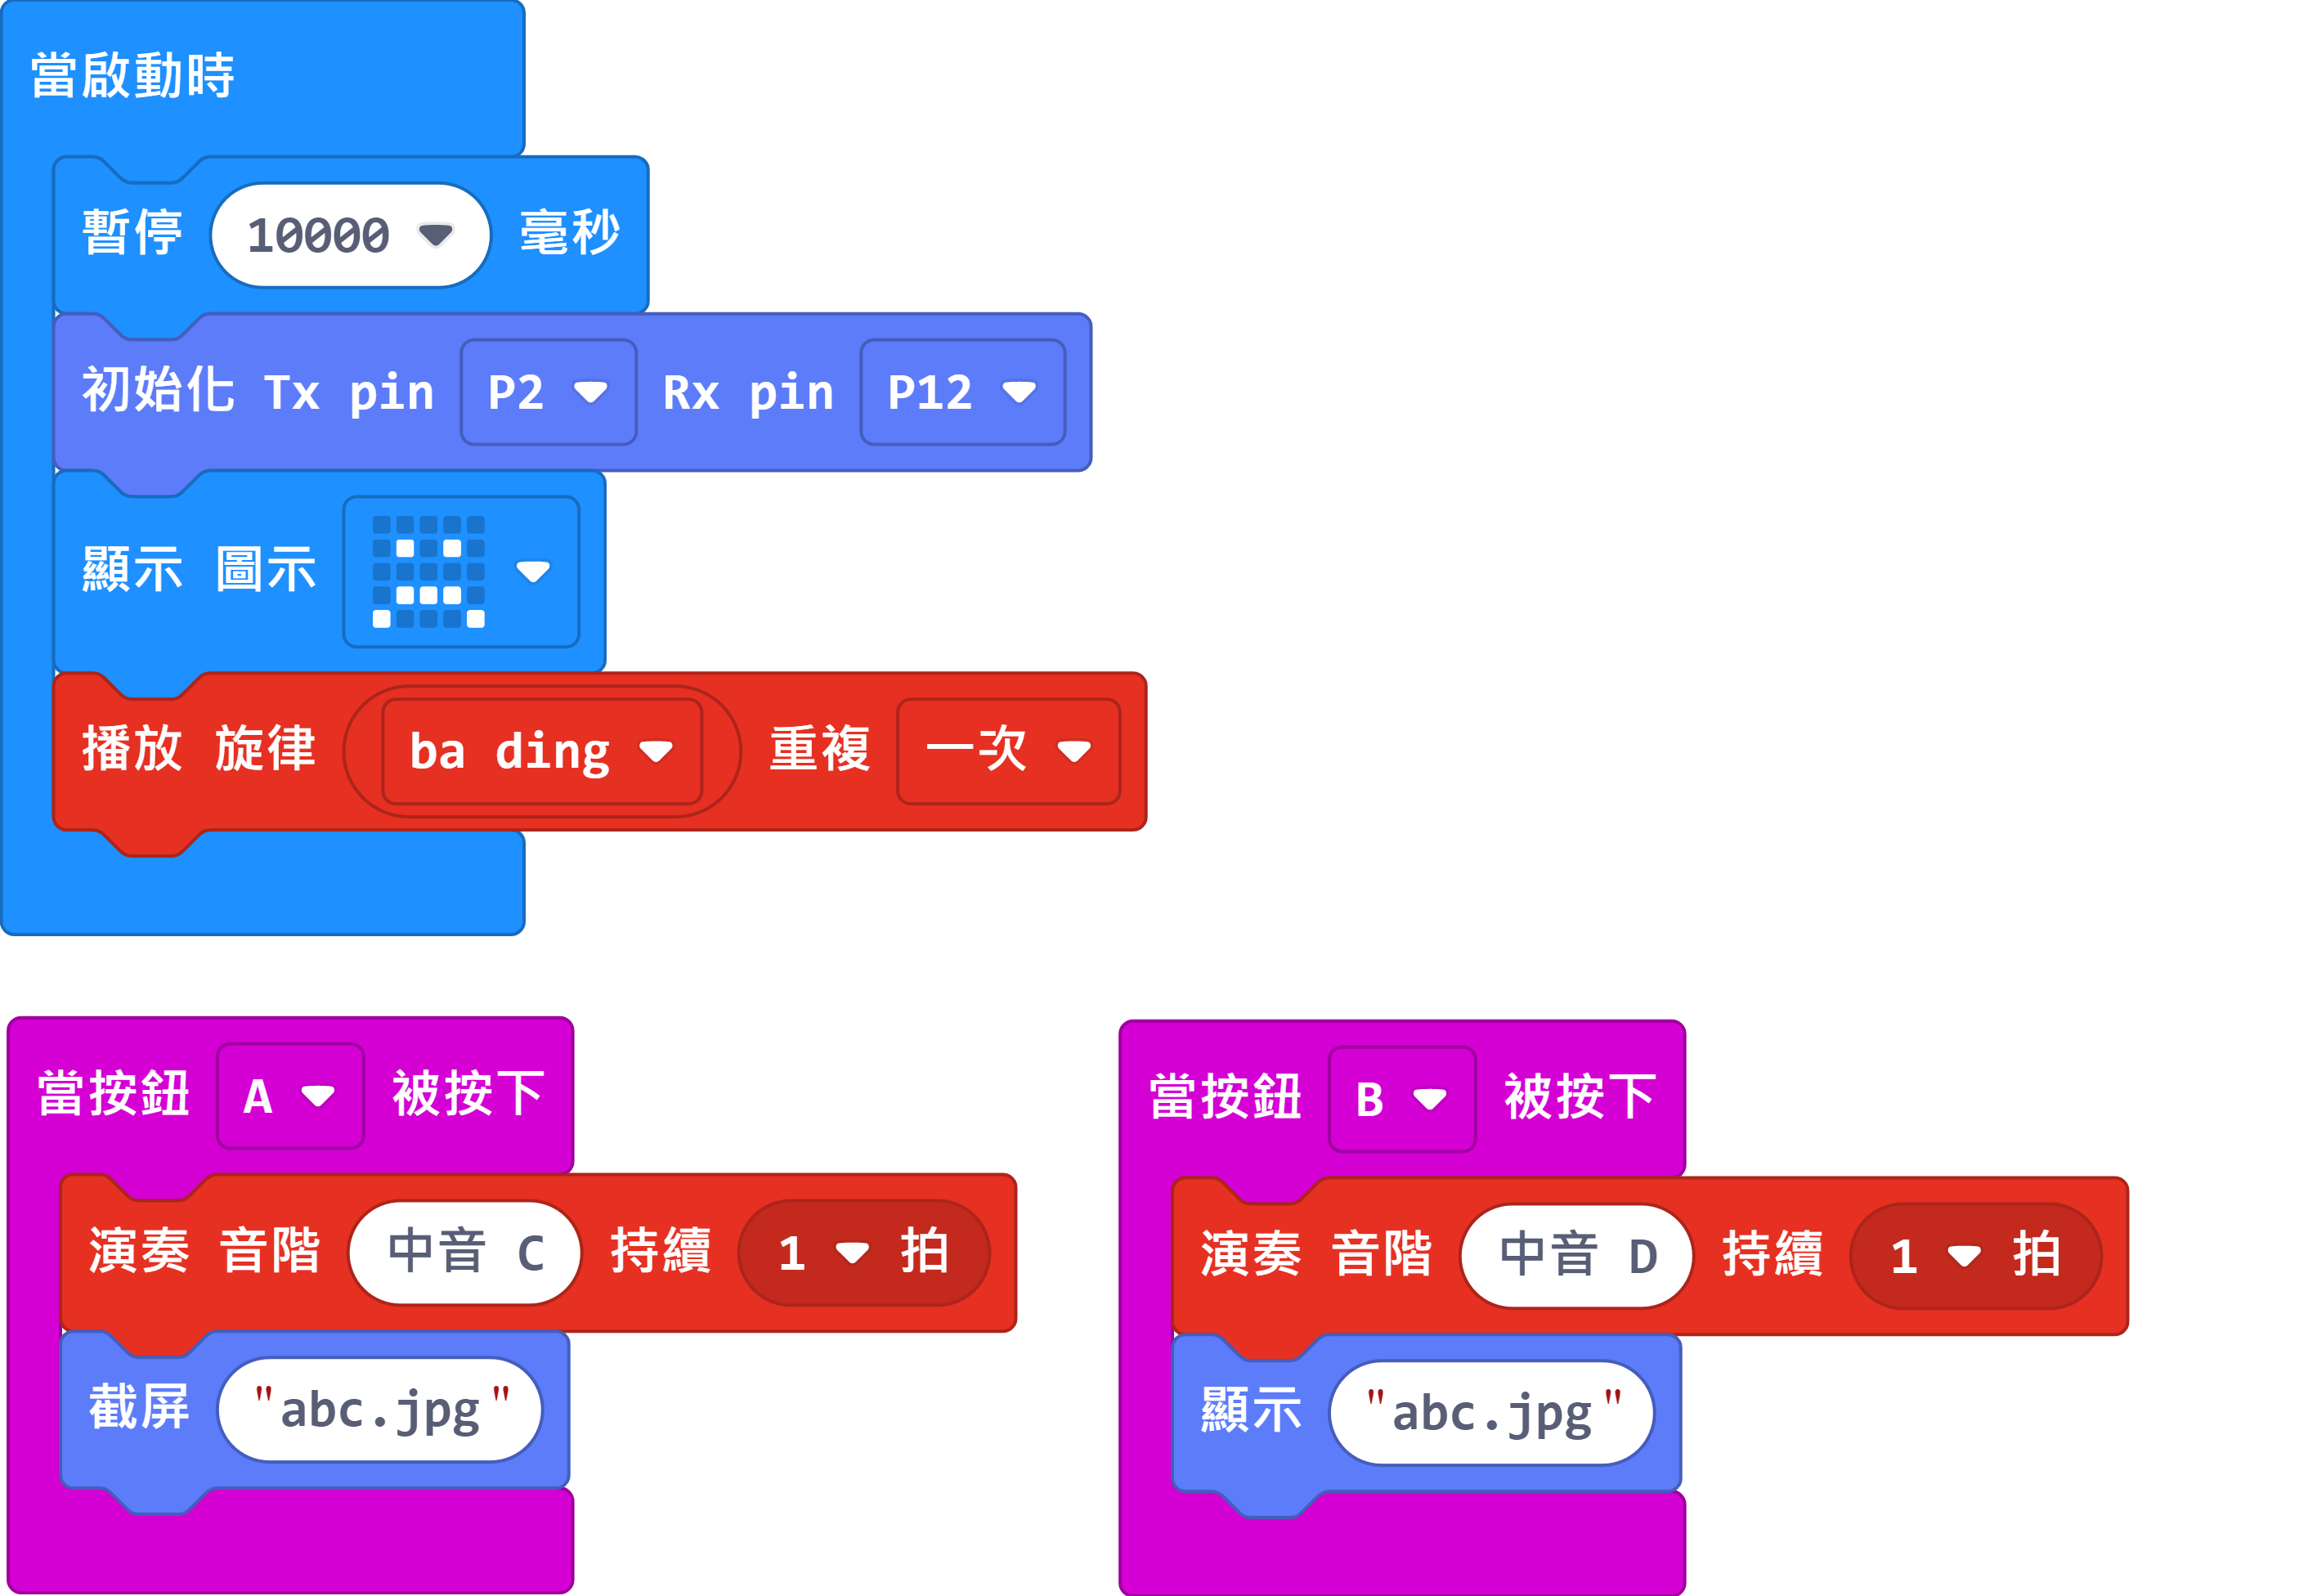 當啟動時
暫停 10000 毫秒
初始化 Tx pin P2 Rx pin P12
顯示 圖示
播放 旋律 ba ding 重複 一次
當按鈕 A 被按下
演奏 音階 中音 C 持續 1 拍
截屏 "abc.jpg"
當按鈕 B 被按下
演奏 音階 中音 D 持續 1 拍
顯示 "abc.jpg"